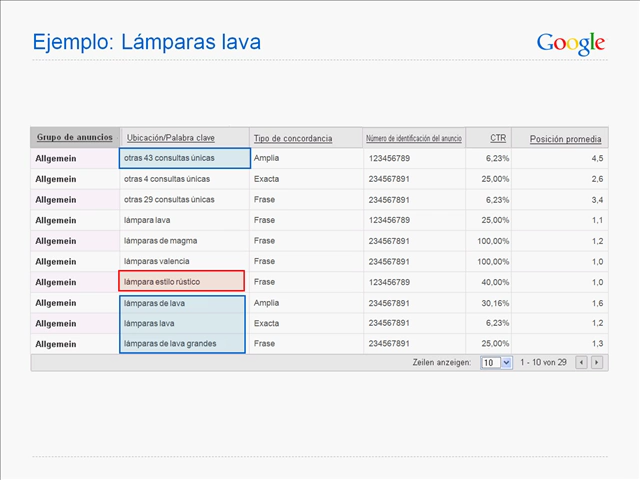 Ejemplo: Lámparas lava
Google
Grupo de anuncios Ubicación/Palabra clave Tipo de concordancia Número de identificación del anuncio CTR Posición promedia
Allgemein otras 43 consultas únicas Amplia 123456789 6,23% 4,5
Allgemein otras 4 consultas únicas Exacta 234567891 25,00% 2,6
Allgemein otras 29 consultas únicas Frase 234567891 6,23% 3,4
Allgemein lámpara lava Frase 123456789 25,00% 1,1
Allgemein lámparas de magma Frase 234567891 100,00% 1,2
Allgemein lámparas valencia Frase 234567891 100,00% 1,0
Allgemein lámpara estilo rústico Frase 123456789 40,00% 1,0
Allgemein lámparas de lava Amplia 234567891 30,16% 1,6
Allgemein lámparas lava Exacta 234567891 6,23% 1,2
Allgemein lámparas de lava grandes Frase 234567891 25,00% 1,3
Zeilen anzeigen: 10 1 - 10 von 29